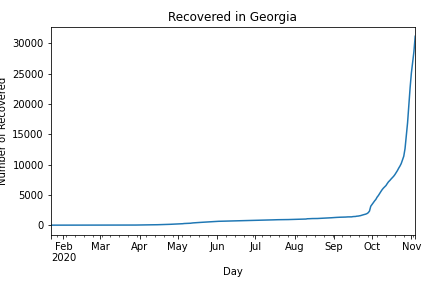 Recovered in Georgia
Number of Recovered
30000
25000
20000
15000
10000
5000
0
Feb Mar Apr May Jun Jul Aug Sep Oct Nov
2020
Day